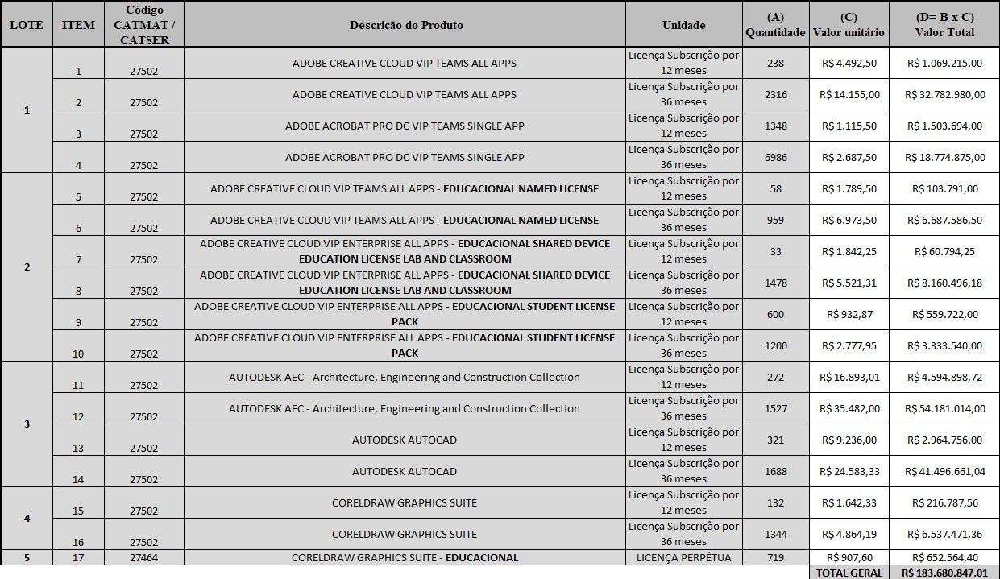 LOTE ITEM Código CATMAT / CATSER Descrição do Produto Unidade (A) Quantidade (C) Valor unitário (D= B x C) Valor Total
1 1 27502 ADOBE CREATIVE CLOUD VIP TEAMS ALL APPS Licença Subscrição por 12 meses 238 R$ 4.492,50 R$ 1.069.215,00
2 27502 ADOBE CREATIVE CLOUD VIP TEAMS ALL APPS Licença Subscrição por 36 meses 2316 R$ 14.155,00 R$ 32.782.980,00
3 27502 ADOBE ACROBAT PRO DC VIP TEAMS SINGLE APP Licença Subscrição por 12 meses 1348 R$ 1.115,50 R$ 1.503.694,00
4 27502 ADOBE ACROBAT PRO DC VIP TEAMS SINGLE APP Licença Subscrição por 36 meses 6986 R$ 2.687,50 R$ 18.774.875,00
2 5 27502 ADOBE CREATIVE CLOUD VIP TEAMS ALL APPS - EDUCACIONAL NAMED LICENSE Licença Subscrição por 12 meses 58 R$ 1.789,50 R$ 103.791,00
6 27502 ADOBE CREATIVE CLOUD VIP TEAMS ALL APPS - EDUCACIONAL NAMED LICENSE Licença Subscrição por 36 meses 959 R$ 6.973,50 R$ 6.687.586,50
7 27502 ADOBE CREATIVE CLOUD VIP ENTERPRISE ALL APPS - EDUCACIONAL SHARED DEVICE EDUCATION LICENSE LAB AND CLASSROOM Licença Subscrição por 12 meses 33 R$ 1.842,25 R$ 60.794,25
8 27502 ADOBE CREATIVE CLOUD VIP ENTERPRISE ALL APPS - EDUCACIONAL SHARED DEVICE EDUCATION LICENSE LAB AND CLASSROOM Licença Subscrição por 36 meses 1478 R$ 5.521,31 R$ 8.160.496,18
9 27502 ADOBE CREATIVE CLOUD VIP ENTERPRISE ALL APPS - EDUCACIONAL STUDENT LICENSE PACK Licença Subscrição por 12 meses 600 R$ 932,87 R$ 559.722,00
10 27502 ADOBE CREATIVE CLOUD VIP ENTERPRISE ALL APPS - EDUCACIONAL STUDENT LICENSE PACK Licença Subscrição por 36 meses 1200 R$ 2.777,95 R$ 3.333.540,00
3 11 27502 AUTODESK AEC - Architecture, Engineering and Construction Collection Licença Subscrição por 12 meses 272 R$ 16.893,01 R$ 4.594.898,72
12 27502 AUTODESK AEC - Architecture, Engineering and Construction Collection Licença Subscrição por 36 meses 1527 R$ 35.482,00 R$ 54.181.014,00
13 27502 AUTODESK AUTOCAD Licença Subscrição por 12 meses 321 R$ 9.236,00 R$ 2.964.756,00
14 27502 AUTODESK AUTOCAD Licença Subscrição por 36 meses 1688 R$ 24.583,33 R$ 41.496.661,04
4 15 27502 CORELDRAW GRAPHICS SUITE Licença Subscrição por 12 meses 132 R$ 1.642,33 R$ 216.787,56
16 27502 CORELDRAW GRAPHICS SUITE Licença Subscrição por 36 meses 1344 R$ 4.864,19 R$ 6.537.471,36
5 17 27464 CORELDRAW GRAPHICS SUITE - EDUCACIONAL LICENÇA PERPÉTUA 719 R$ 907,60 R$ 652.564,40
TOTAL GERAL R$ 183.680.847,01